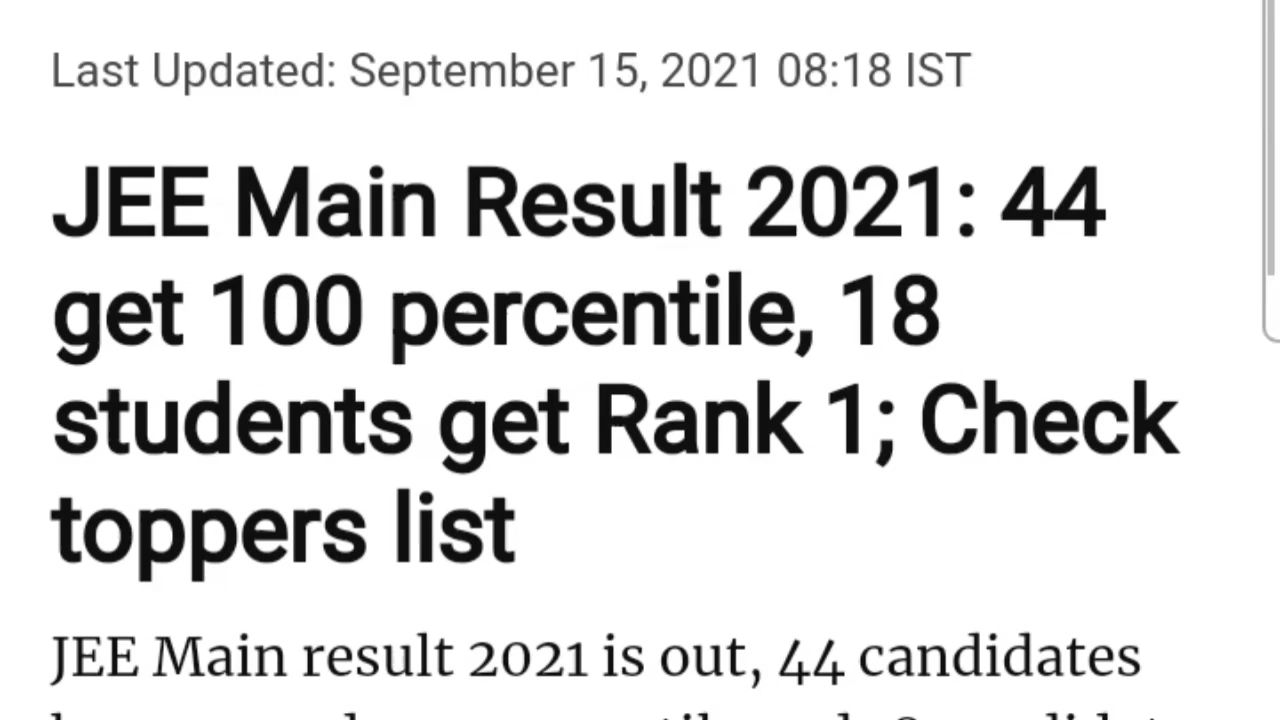 Last Updated: September 15, 2021 08:18 IST
JEE Main Result 2021: 44
get 100 percentile, 18
students get Rank 1; Check
toppers list
JEE Main result 2021 is out, 44 candidates